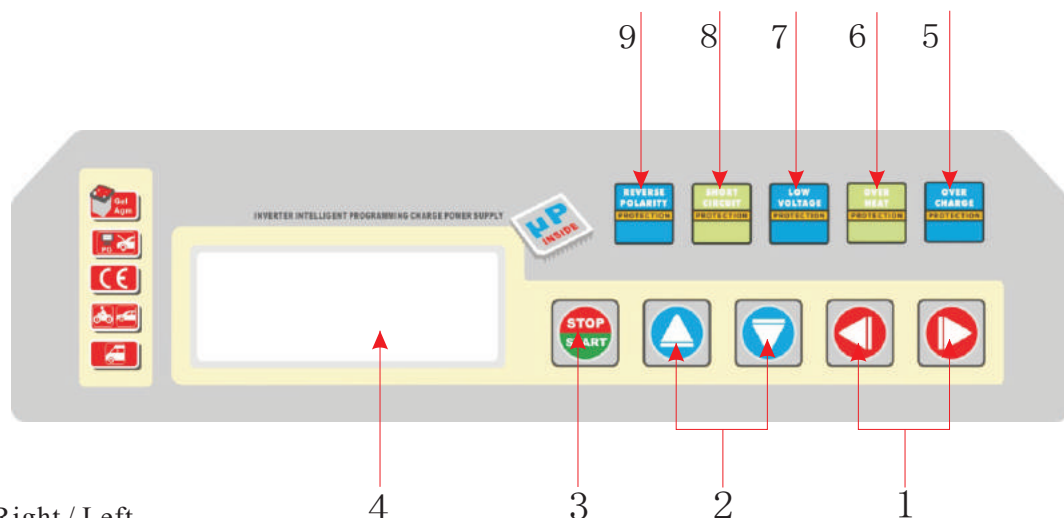 9 8 7 6 5
REVERSE POLARITY PROTECTION
SHORT CIRCUIT PROTECTION
LOW VOLTAGE PROTECTION
OVER HEAT PROTECTION
OVER CHARGE PROTECTION
Gel
Agm
INVERTER INTELLIGENT PROGRAMMING CHARGE POWER SUPPLY
µP
INSIDE
PG
CE
STOP
START
Right / Left
4 3 2 1